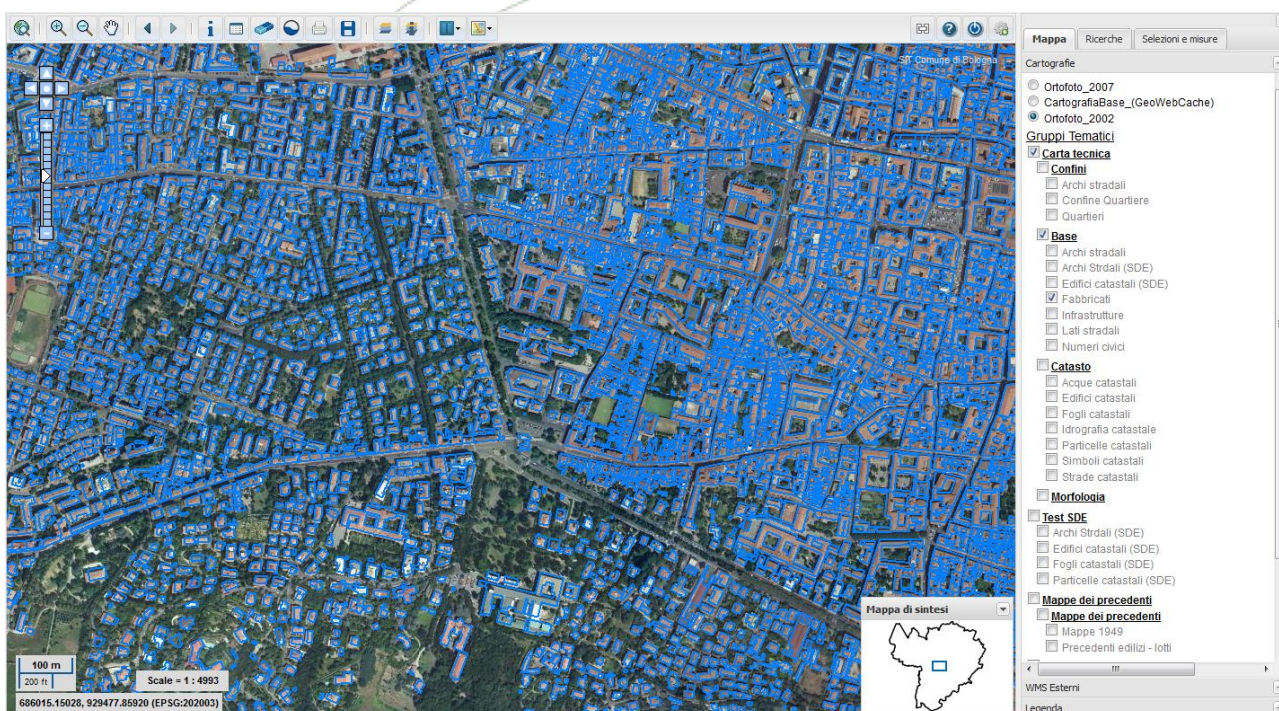 SIT Comune di Bologna
Mappa
Ricerche
Selezioni e misure
Cartografie
Ortofoto_2007
CartografiaBase_(GeoWebCache)
Ortofoto_2002
Gruppi Tematici
Carta tecnica
Confini
Archi stradali
Confine Quartiere
Quartieri
Base
Archi stradali
Archi Strdali (SDE)
Edifici catastali (SDE)
Fabbricati
Infrastrutture
Lati stradali
Numeri civici
Catasto
Acque catastali
Edifici catastali
Fogli catastali
Idrografia catastale
Particelle catastali
Simboli catastali
Strade catastali
Morfologia
Test SDE
Archi Strdali (SDE)
Edifici catastali (SDE)
Fogli catastali (SDE)
Particelle catastali (SDE)
Mappe dei precedenti
Mappe dei precedenti
Mappe 1949
Precedenti edilizi - lotti
WMS Esterni
Legenda
Mappa di sintesi
100 m
200 ft
Scale = 1 : 4993
686015.15028, 929477.85920 (EPSG:202003)